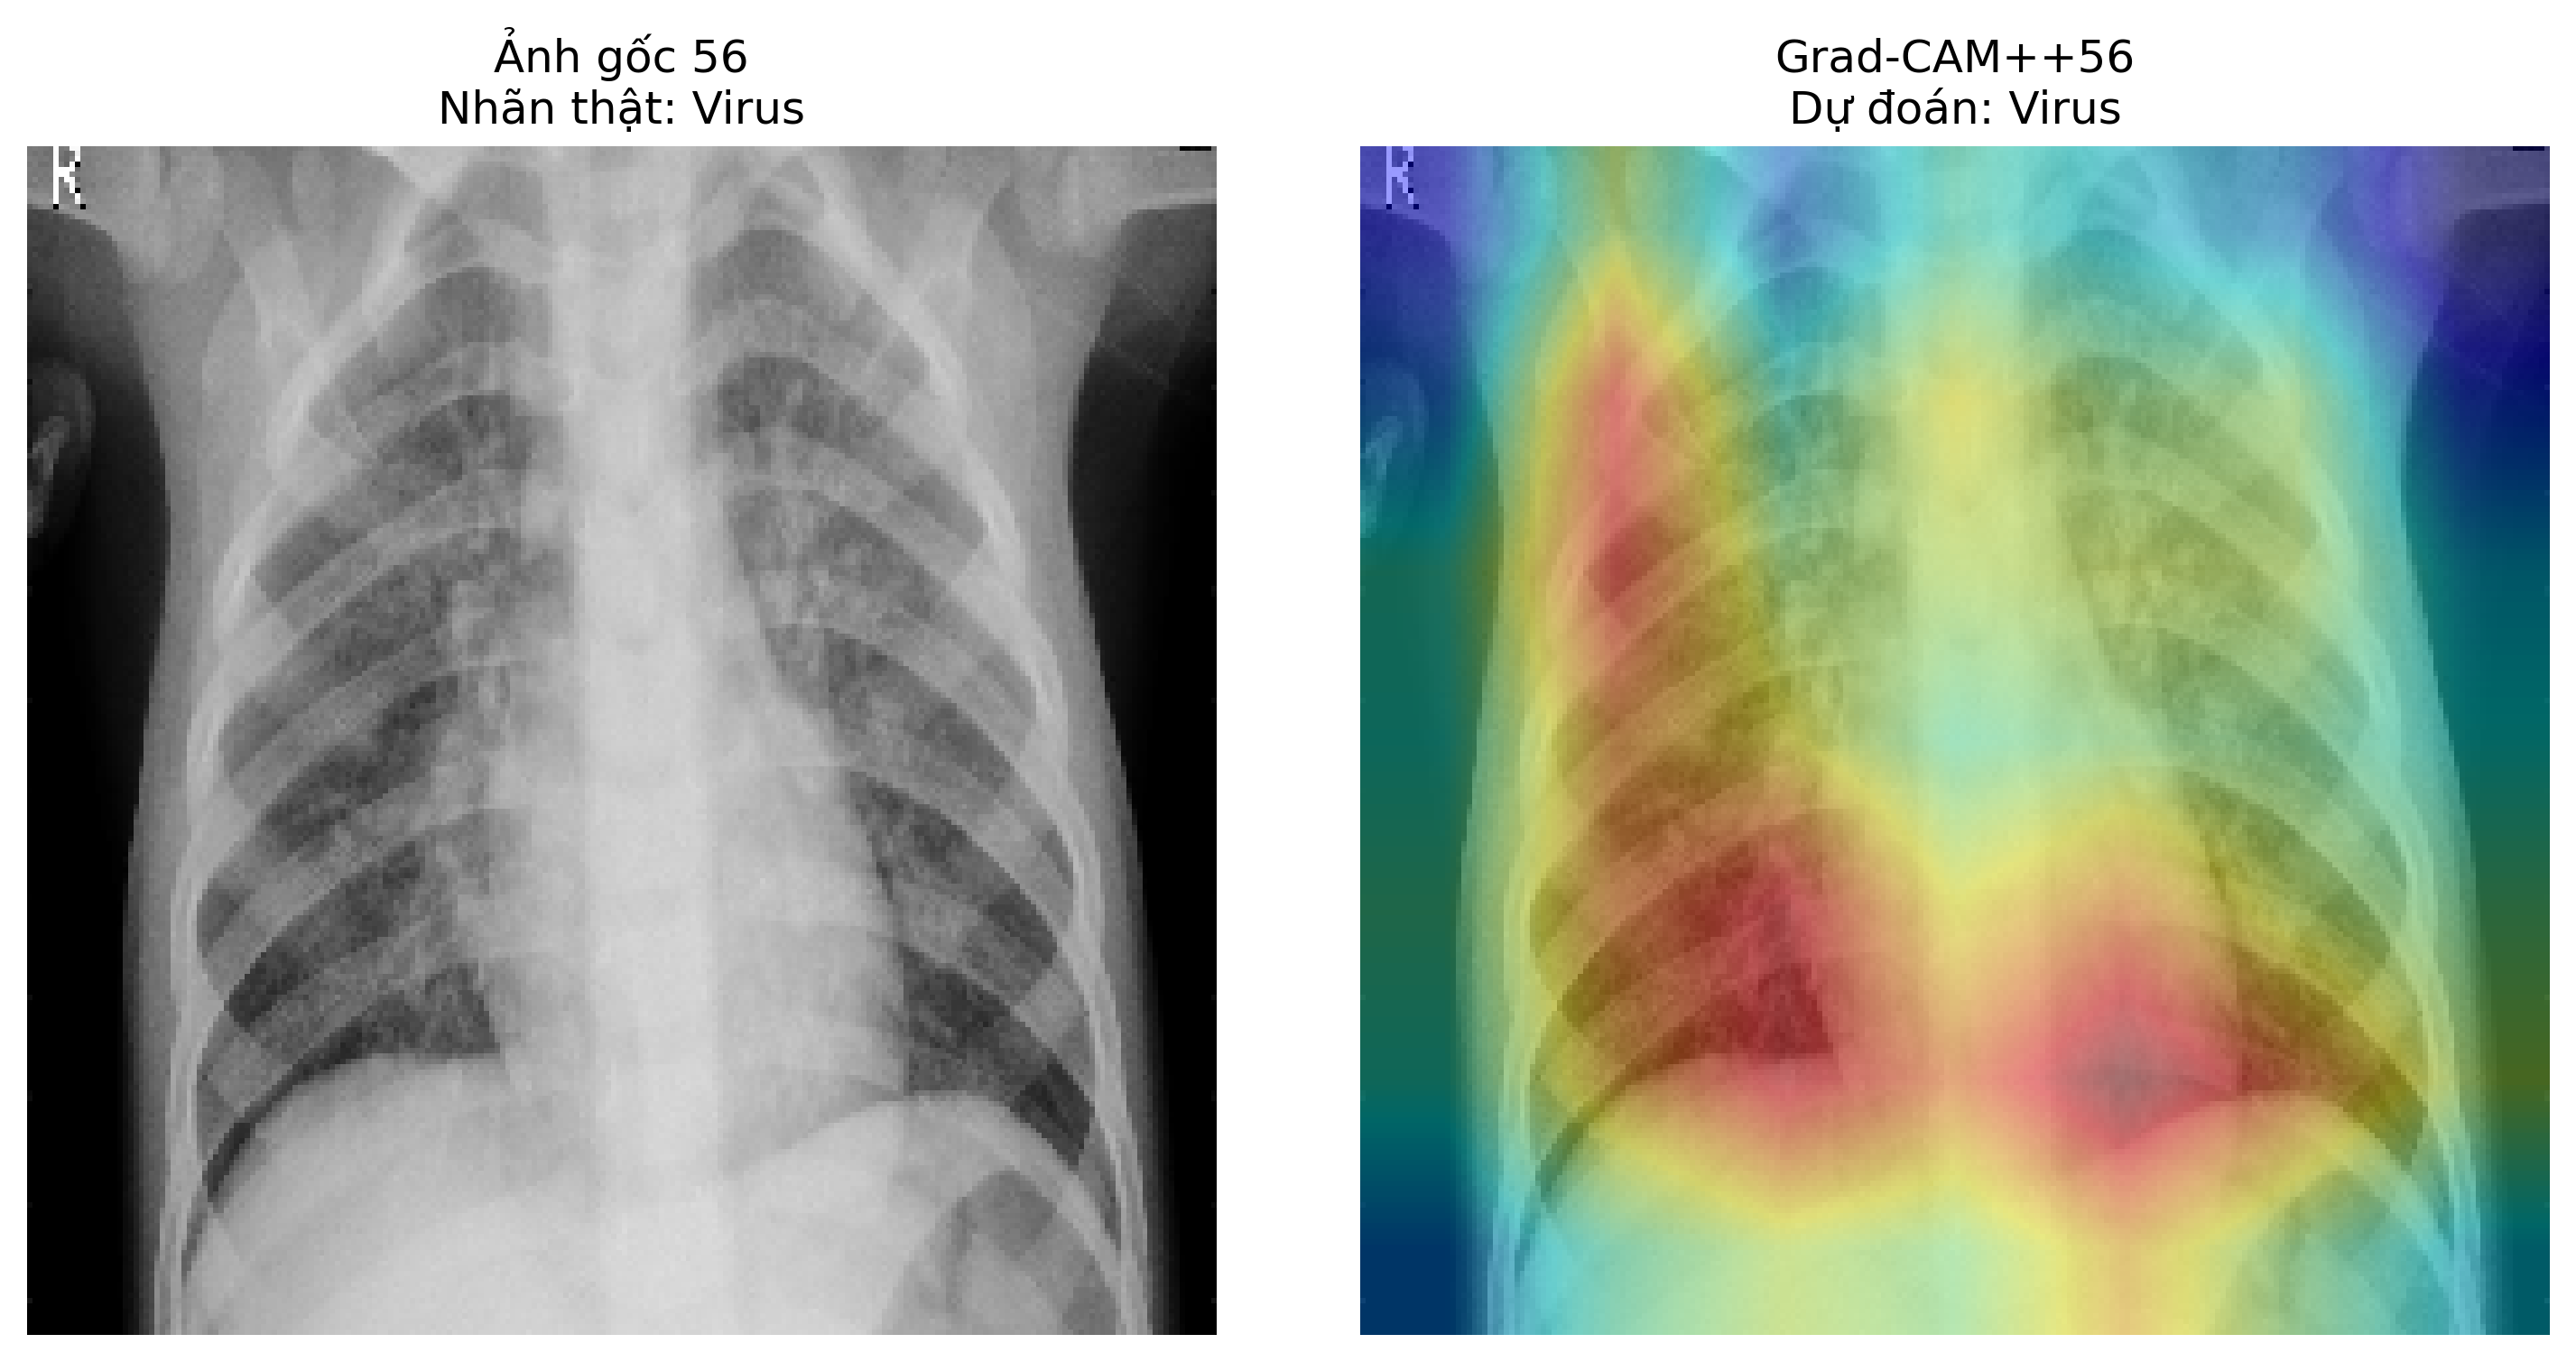 Ảnh gốc 56
Nhãn thật: Virus
Grad-CAM++56
Dự đoán: Virus
R
R